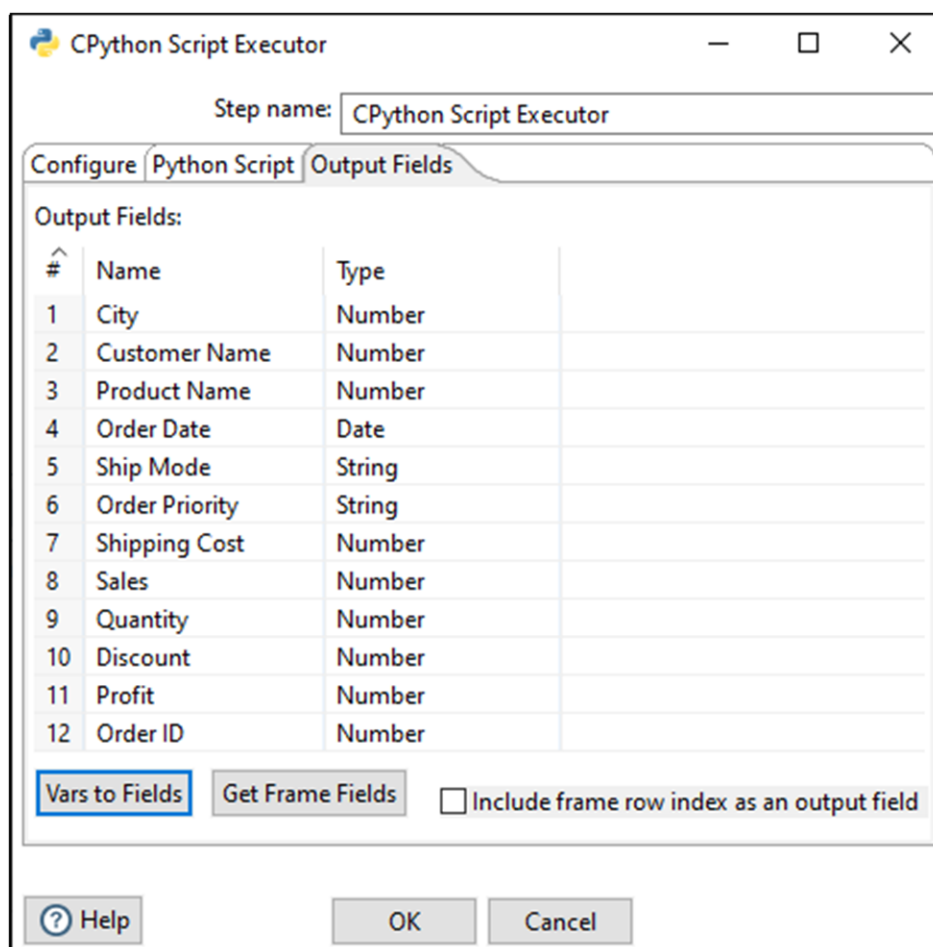 CPython Script Executor
Step name: CPython Script Executor
Configure Python Script Output Fields
Output Fields:
# Name Type
1 City Number
2 Customer Name Number
3 Product Name Number
4 Order Date Date
5 Ship Mode String
6 Order Priority String
7 Shipping Cost Number
8 Sales Number
9 Quantity Number
10 Discount Number
11 Profit Number
12 Order ID Number
Vars to Fields Get Frame Fields Include frame row index as an output field
? Help OK Cancel